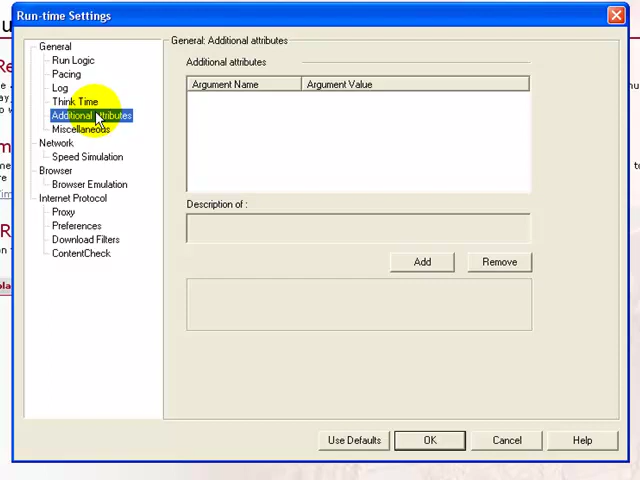 Run-time Settings
General
Run Logic
Pacing
Log
Think Time
Additional attributes
Miscellaneous
Network
Speed Simulation
Browser
Browser Emulation
Internet Protocol
Proxy
Preferences
Download Filters
ContentCheck
General: Additional attributes
Additional attributes
Argument Name Argument Value
Description of :
Add Remove
Use Defaults OK Cancel Help